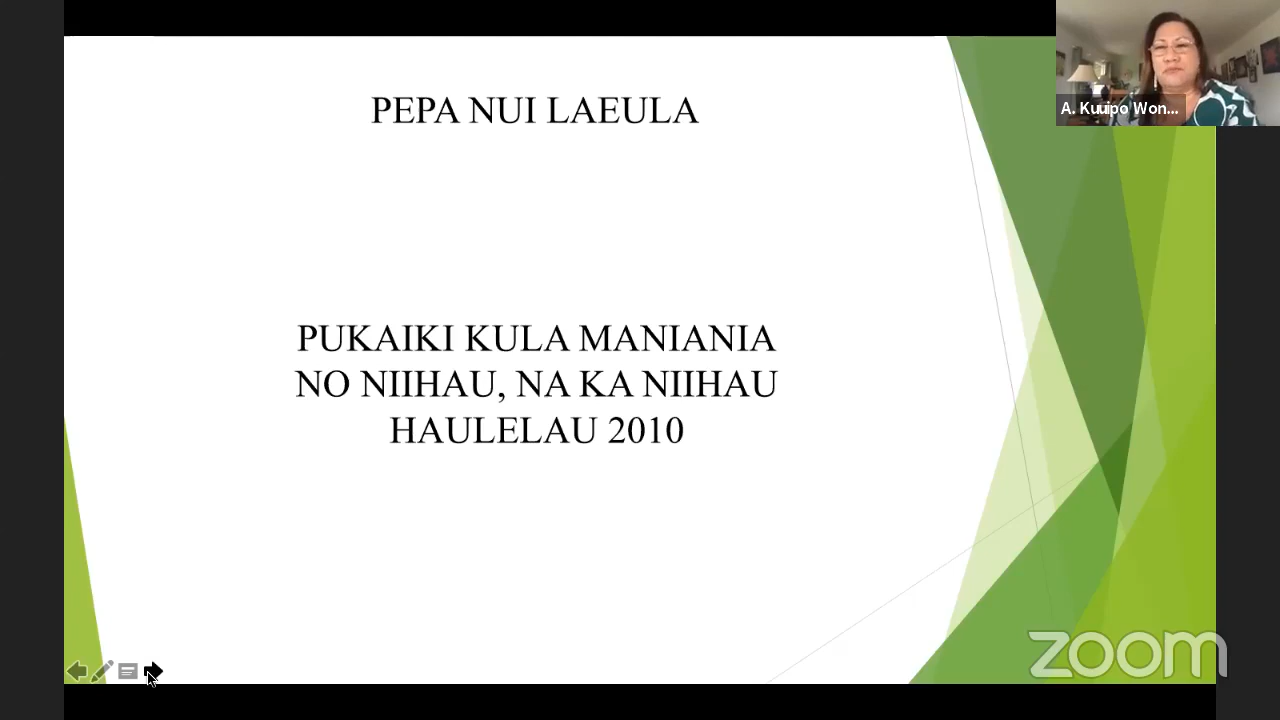 PEPA NUI LAEULA
PUKAIKI KULA MANIANIA
NO NIIHAU, NA KA NIIHAU
HAULELAU 2010
A. Kuuipo Won...
zoom